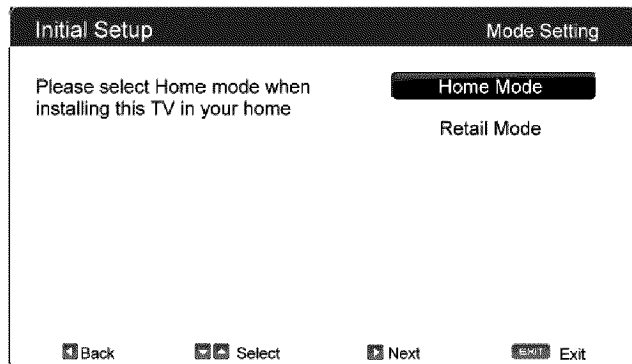 Initial Setup Mode Setting
Please select Home mode when
installing this TV in your home
Home Mode
Retail Mode
Back Select Next EXIT Exit